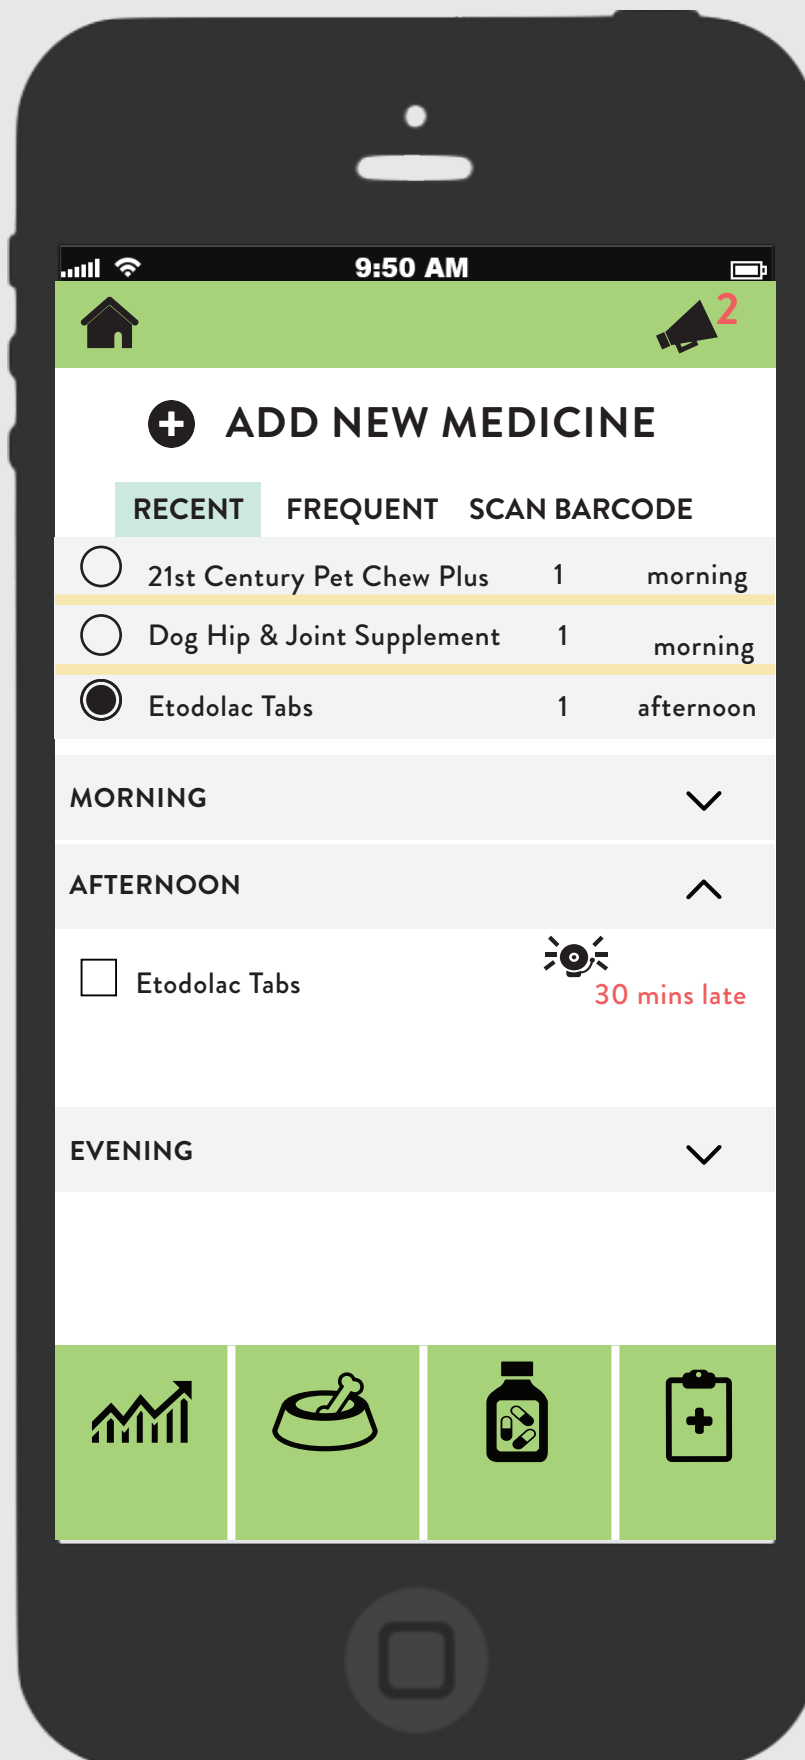 9:50 AM
2
ADD NEW MEDICINE
RECENT FREQUENT SCAN BARCODE
21st Century Pet Chew Plus 1 morning
Dog Hip & Joint Supplement 1 morning
Etodolac Tabs 1 afternoon
MORNING
AFTERNOON
Etodolac Tabs 30 mins late
EVENING